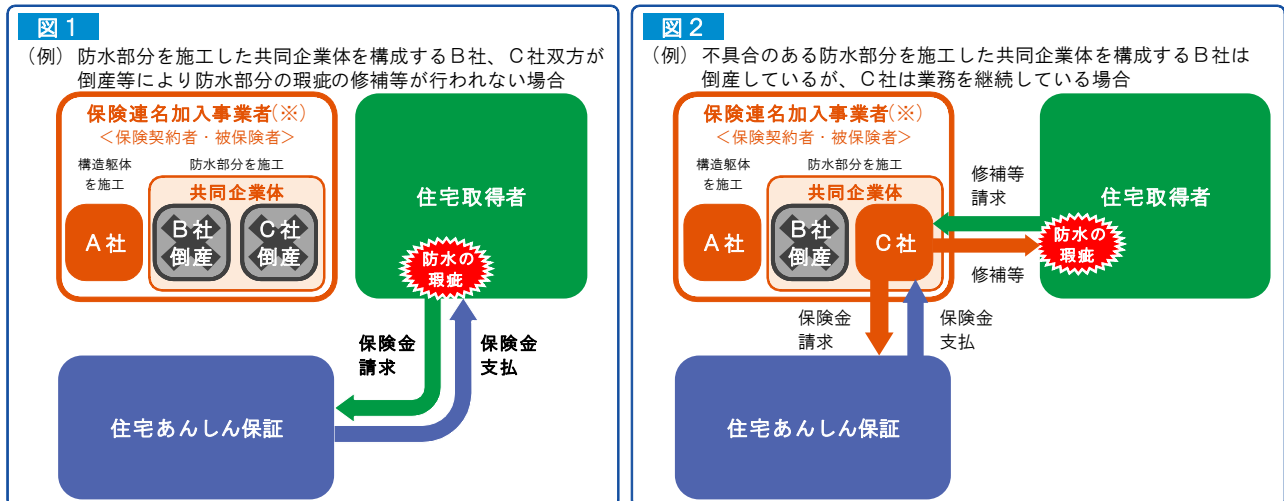 図1
(例) 防水部分を施工した共同企業体を構成するB社、C社双方が
倒産等により防水部分の瑕疵の修補等が行われない場合
保険連名加入事業者(※)
<保険契約者・被保険者>
構造躯体
を施工
防水部分を施工
共同企業体
A社
B社
倒産
C社
倒産
住宅取得者
防水の
瑕疵
保険金
請求
保険金
支払
住宅あんしん保証
図2
(例) 不具合のある防水部分を施工した共同企業体を構成するB社は
倒産しているが、C社は業務を継続している場合
保険連名加入事業者(※)
<保険契約者・被保険者>
構造躯体
を施工
防水部分を施工
共同企業体
A社
B社
倒産
C社
修補等
請求
住宅取得者
防水の
瑕疵
修補等
保険金
請求
保険金
支払
住宅あんしん保証